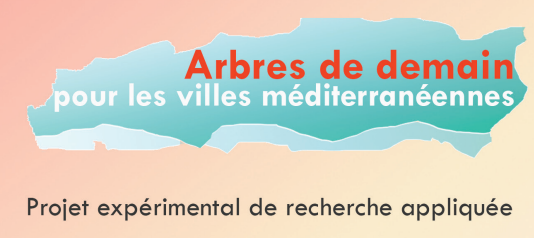 Arbres de demain
pour les villes méditerranéennes
Projet expérimental de recherche appliquée